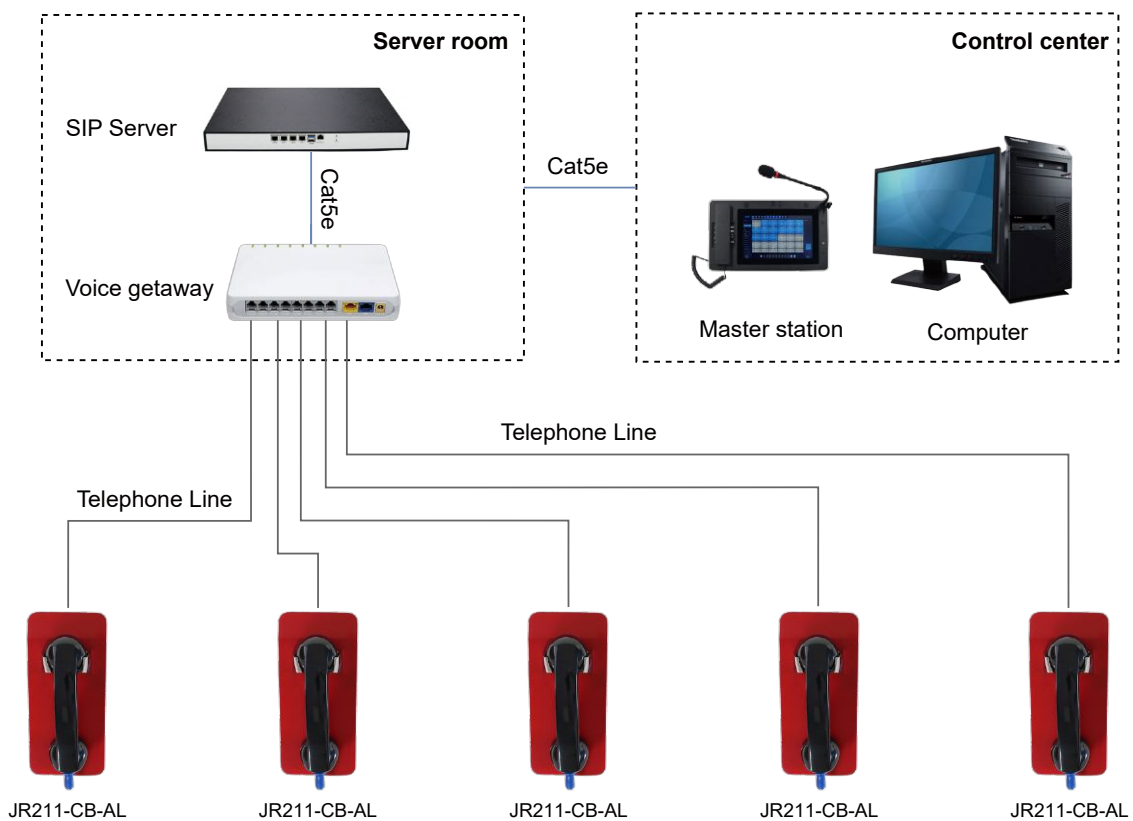 Server room
Control center
SIP Server
Cat5e
Cat5e
Voice getaway
Master station
Computer
Telephone Line
Telephone Line
JR211-CB-AL
JR211-CB-AL
JR211-CB-AL
JR211-CB-AL
JR211-CB-AL